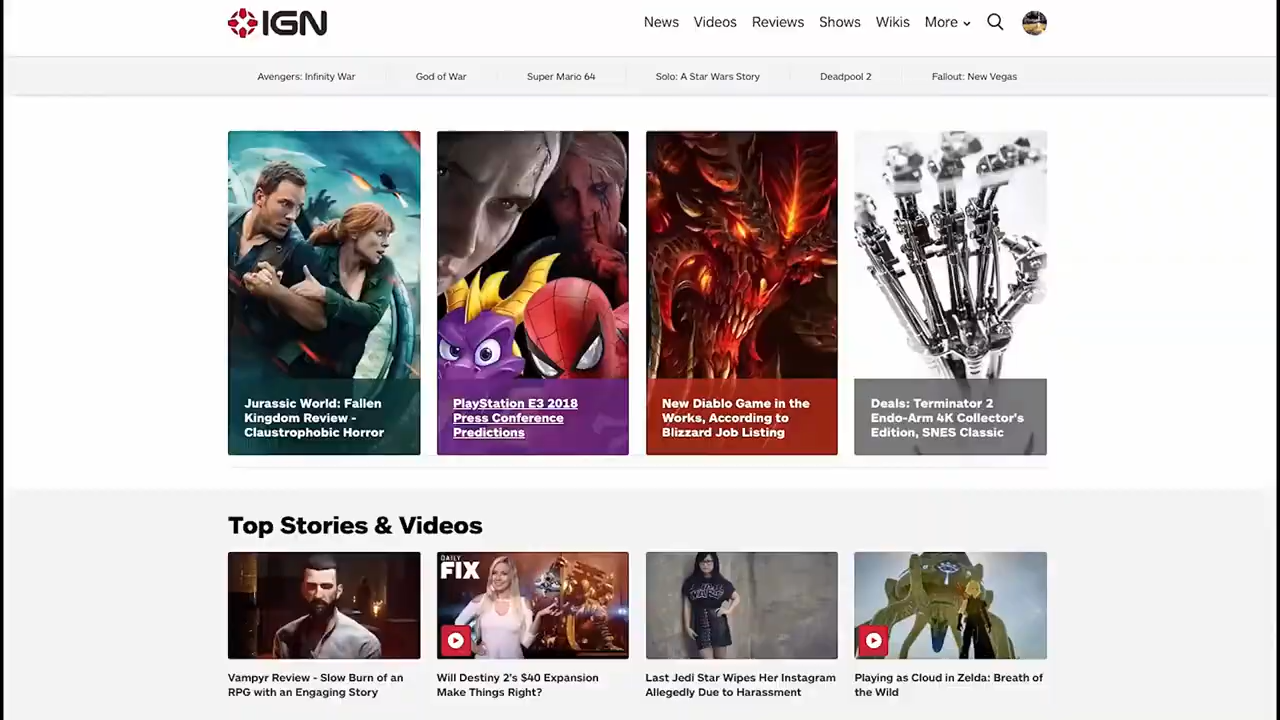 IGN
News Videos Reviews Shows Wikis More
Avengers: Infinity War God of War Super Mario 64 Solo: A Star Wars Story Deadpool 2 Fallout: New Vegas
Jurassic World: Fallen
Kingdom Review -
Claustrophobic Horror
PlayStation E3 2018
Press Conference
Predictions
New Diablo Game in the
Works, According to
Blizzard Job Listing
Deals: Terminator 2
Endo-Arm 4K Collector's
Edition, SNES Classic
Top Stories & Videos
DAILY
FIX
Vampyr Review - Slow Burn of an
RPG with an Engaging Story
Will Destiny 2's $40 Expansion
Make Things Right?
Last Jedi Star Wipes Her Instagram
Allegedly Due to Harassment
Playing as Cloud in Zelda: Breath of
the Wild